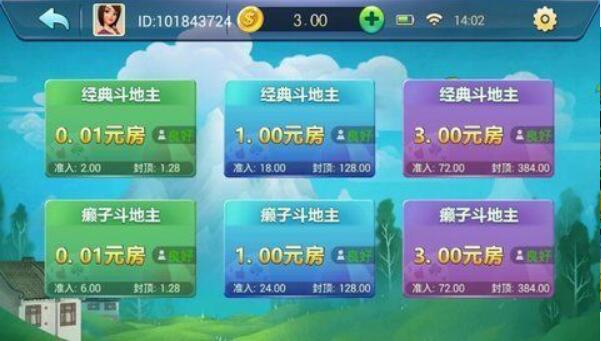 ID:101843724 3.00 14:02
经典斗地主 经典斗地主 经典斗地主
0.01元房 良好 1.00元房 良好 3.00元房 良好
准入: 2.00 封顶: 1.28 准入: 18.00 封顶: 128.00 准入: 72.00 封顶: 384.00
癞子斗地主 癞子斗地主 癞子斗地主
0.01元房 良好 1.00元房 良好 3.00元房 良好
准入: 6.00 封顶: 1.28 准入: 24.00 封顶: 128.00 准入: 72.00 封顶: 384.00